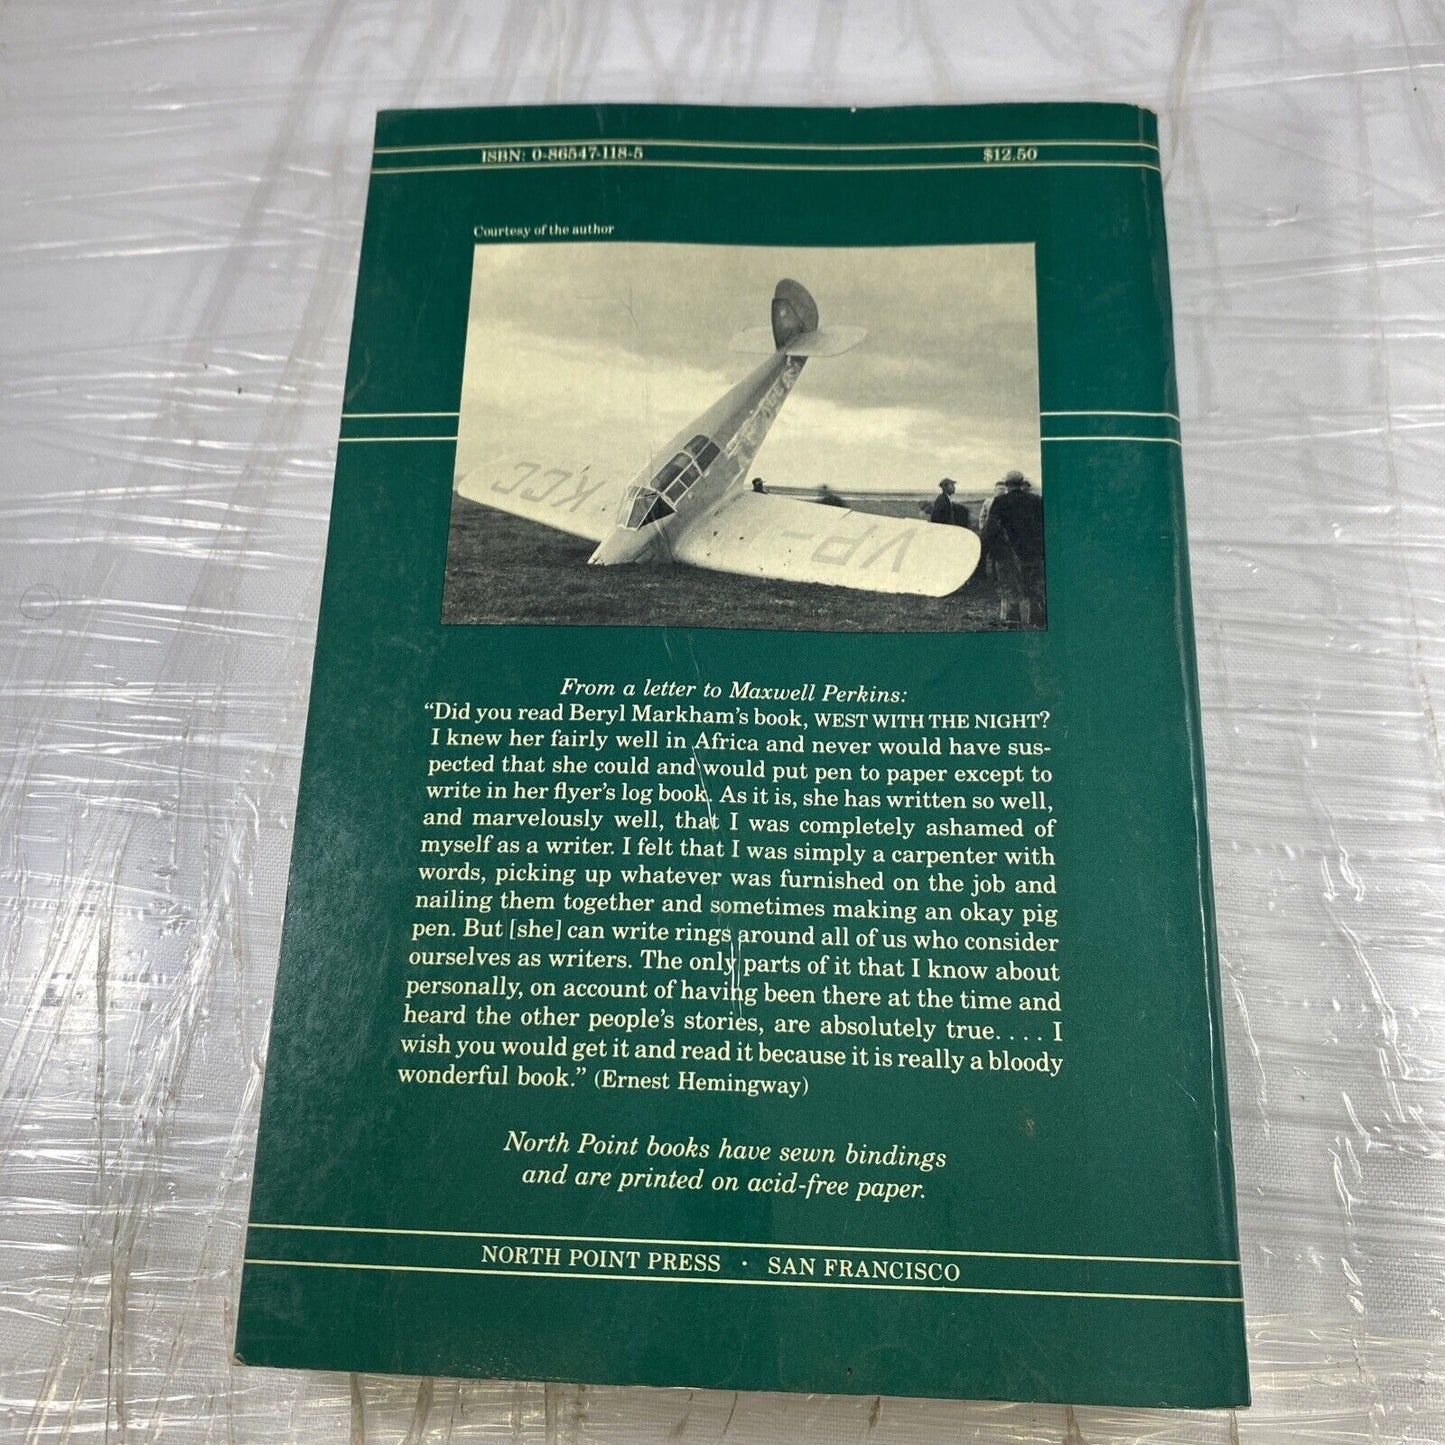 ISBN: 0-86547-118-5 $12.50
Courtesy of the author
KCC
VP-
From a letter to Maxwell Perkins:
“Did you read Beryl Markham’s book, WEST WITH THE NIGHT?
I knew her fairly well in Africa and never would have sus-
pected that she could and would put pen to paper except to
write in her flyer’s log book. As it is, she has written so well,
and marvelously well, that I was completely ashamed of
myself as a writer. I felt that I was simply a carpenter with
words, picking up whatever was furnished on the job and
nailing them together and sometimes making an okay pig
pen. But [she] can write rings around all of us who consider
ourselves as writers. The only parts of it that I know about
personally, on account of having been there at the time and
heard the other people’s stories, are absolutely true. . . . I
wish you would get it and read it because it is really a bloody
wonderful book.” (Ernest Hemingway)
North Point books have sewn bindings
and are printed on acid-free paper.
NORTH POINT PRESS · SAN FRANCISCO